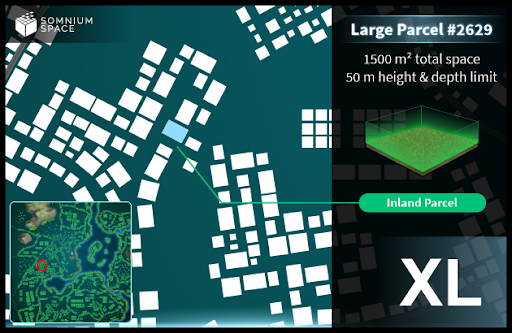 SOMNIUM
SPACE
Large Parcel #2629
1500 m² total space
50 m height & depth limit
Inland Parcel
XL